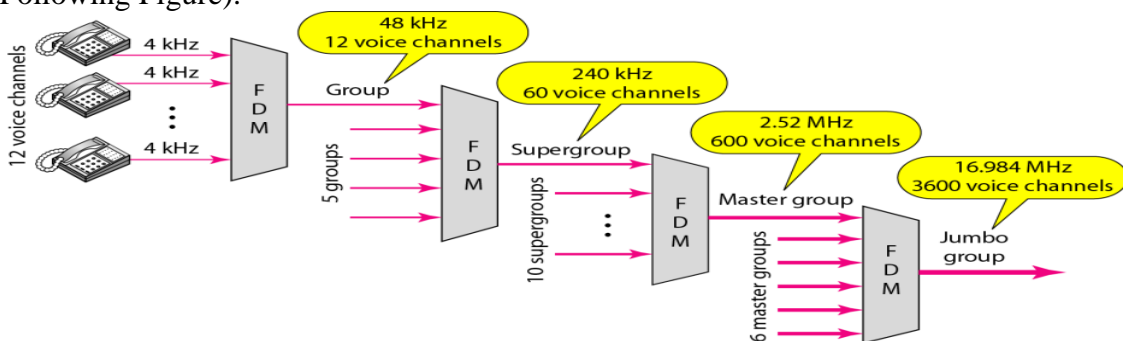 Following Figure).
12 voice channels
4 kHz
4 kHz
4 kHz
F
D
M
48 kHz
12 voice channels
Group
5 groups
F
D
M
240 kHz
60 voice channels
Supergroup
10 supergroups
F
D
M
2.52 MHz
600 voice channels
Master group
6 master groups
F
D
M
16.984 MHz
3600 voice channels
Jumbo
group